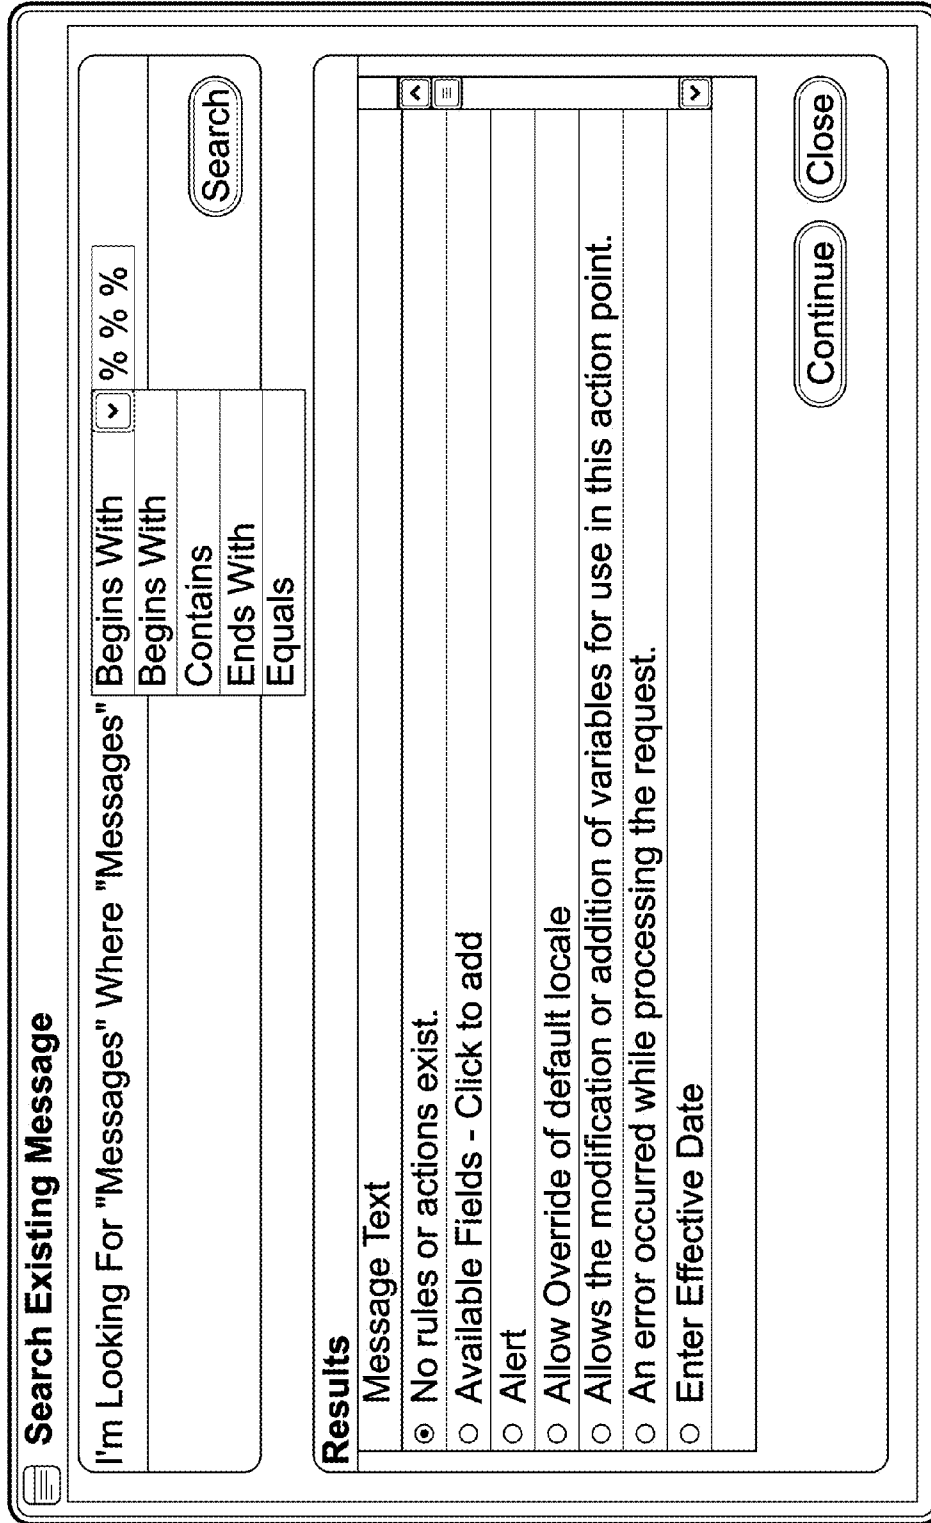 Search Existing Message
I'm Looking For "Messages" Where "Messages" Begins With % % %
Begins With
Contains
Ends With
Equals
Search
Results
Message Text
No rules or actions exist.
Available Fields - Click to add
Alert
Allow Override of default locale
Allows the modification or addition of variables for use in this action point.
An error occurred while processing the request.
Enter Effective Date
Continue Close